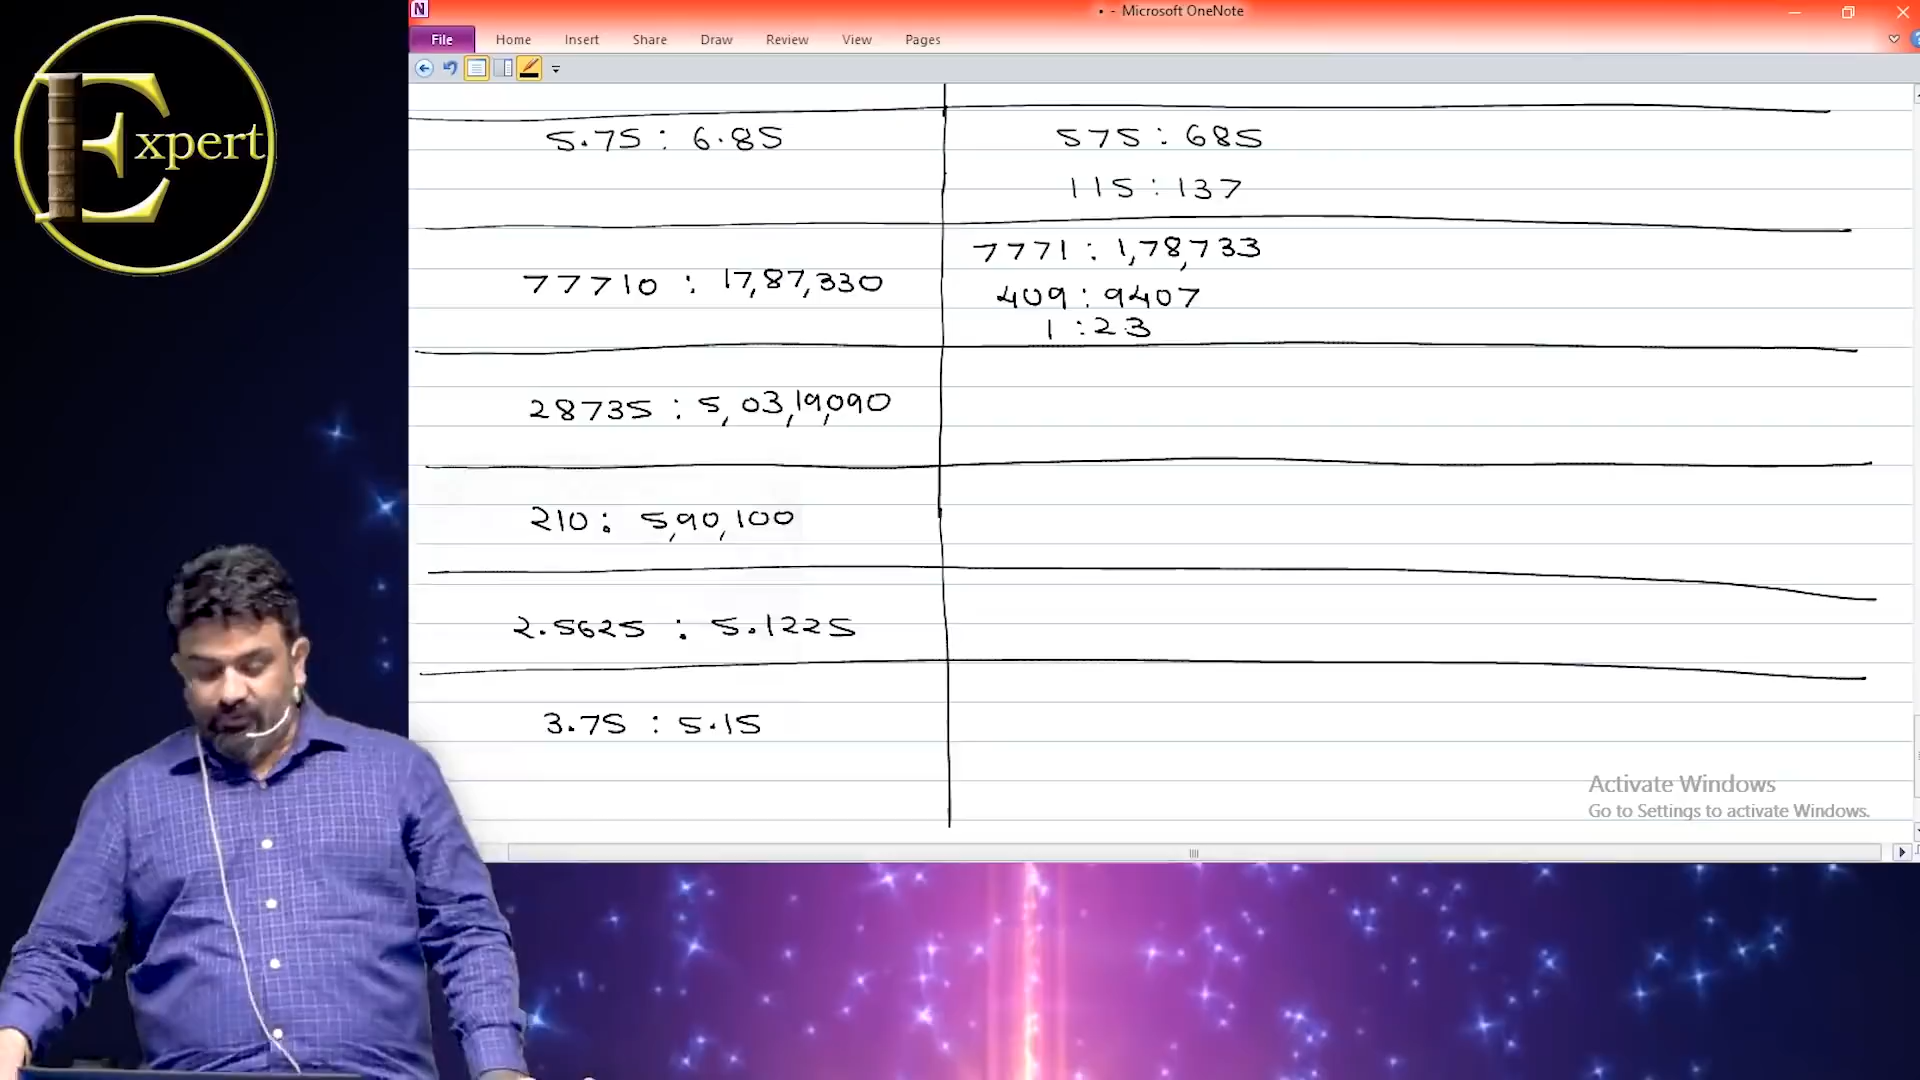 Expert
• - Microsoft OneNote
File Home Insert Share Draw Review View Pages
5.75 : 6.85
575 : 685
115 : 137
77710 : 17,87,330
7771 : 1,78,733
409 : 9407
1 : 23
28735 : 5,03,19,090
210 : 5,90,100
2.5625 : 5.1225
3.75 : 5.15
Activate Windows
Go to Settings to activate Windows.